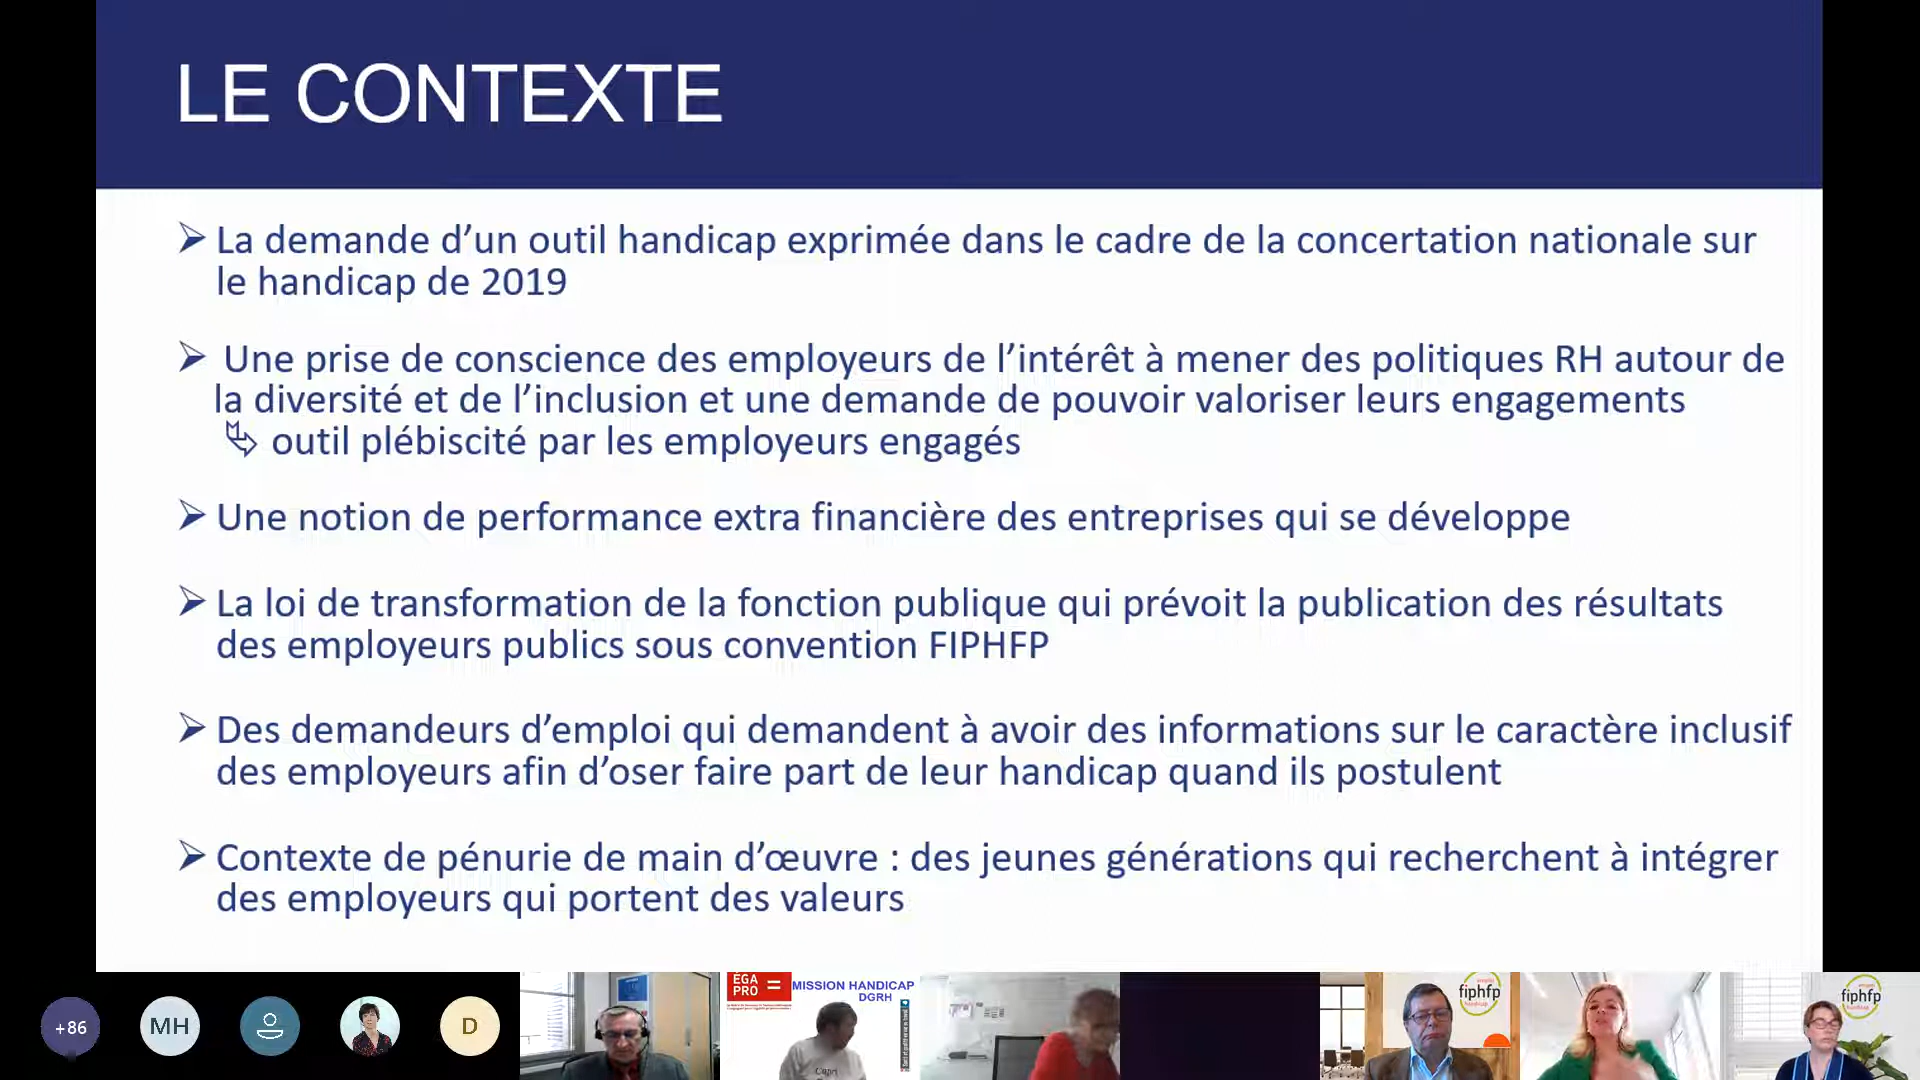 LE CONTEXTE
La demande d’un outil handicap exprimée dans le cadre de la concertation nationale sur
le handicap de 2019
Une prise de conscience des employeurs de l’intérêt à mener des politiques RH autour de
la diversité et de l’inclusion et une demande de pouvoir valoriser leurs engagements
outil plébiscité par les employeurs engagés
Une notion de performance extra financière des entreprises qui se développe
La loi de transformation de la fonction publique qui prévoit la publication des résultats
des employeurs publics sous convention FIPHFP
Des demandeurs d’emploi qui demandent à avoir des informations sur le caractère inclusif
des employeurs afin d’oser faire part de leur handicap quand ils postulent
Contexte de pénurie de main d’œuvre : des jeunes générations qui recherchent à intégrer
des employeurs qui portent des valeurs
+86
MH
D
ÉGA
PRO =
MISSION HANDICAP
DGRH
Capri
fiphfp
fiphfp